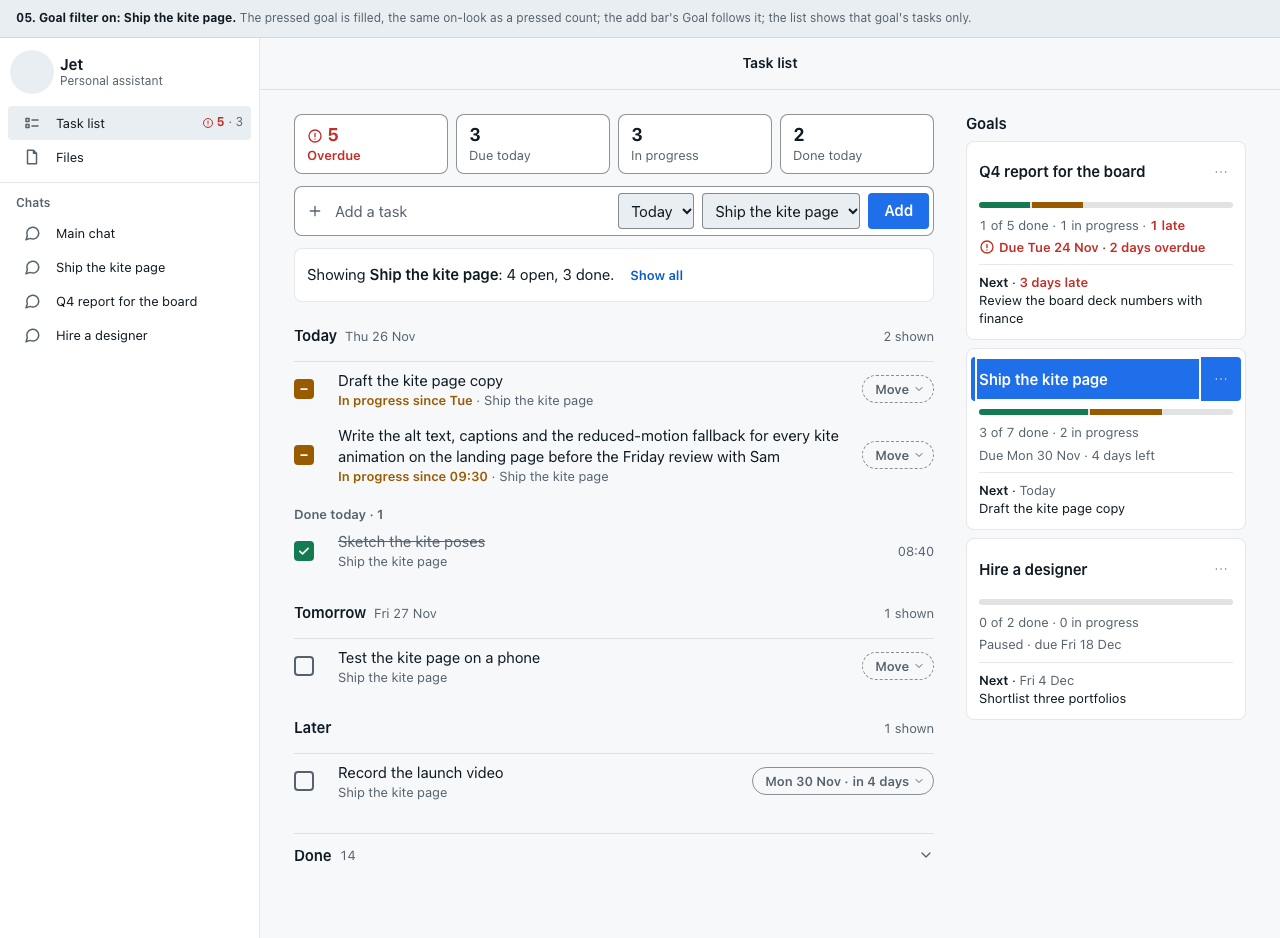 05. Goal filter on: Ship the kite page. The pressed goal is filled, the same on-look as a pressed count; the add bar's Goal follows it; the list shows that goal's tasks only.
Jet
Personal assistant
Task list 5 · 3
Files
Chats
Main chat
Ship the kite page
Q4 report for the board
Hire a designer
Task list
5
Overdue
3
Due today
3
In progress
2
Done today
+ Add a task Today Ship the kite page Add
Showing Ship the kite page: 4 open, 3 done. Show all
Today Thu 26 Nov 2 shown
Draft the kite page copy
In progress since Tue · Ship the kite page
Move
Write the alt text, captions and the reduced-motion fallback for every kite
animation on the landing page before the Friday review with Sam
In progress since 09:30 · Ship the kite page
Move
Done today · 1
Sketch the kite poses
Ship the kite page
08:40
Tomorrow Fri 27 Nov 1 shown
Test the kite page on a phone
Ship the kite page
Move
Later 1 shown
Record the launch video
Ship the kite page
Mon 30 Nov · in 4 days
Done 14
Goals
Q4 report for the board ···
1 of 5 done · 1 in progress · 1 late
Due Tue 24 Nov · 2 days overdue
Next · 3 days late
Review the board deck numbers with
finance
Ship the kite page ···
3 of 7 done · 2 in progress
Due Mon 30 Nov · 4 days left
Next · Today
Draft the kite page copy
Hire a designer ···
0 of 2 done · 0 in progress
Paused · due Fri 18 Dec
Next · Fri 4 Dec
Shortlist three portfolios